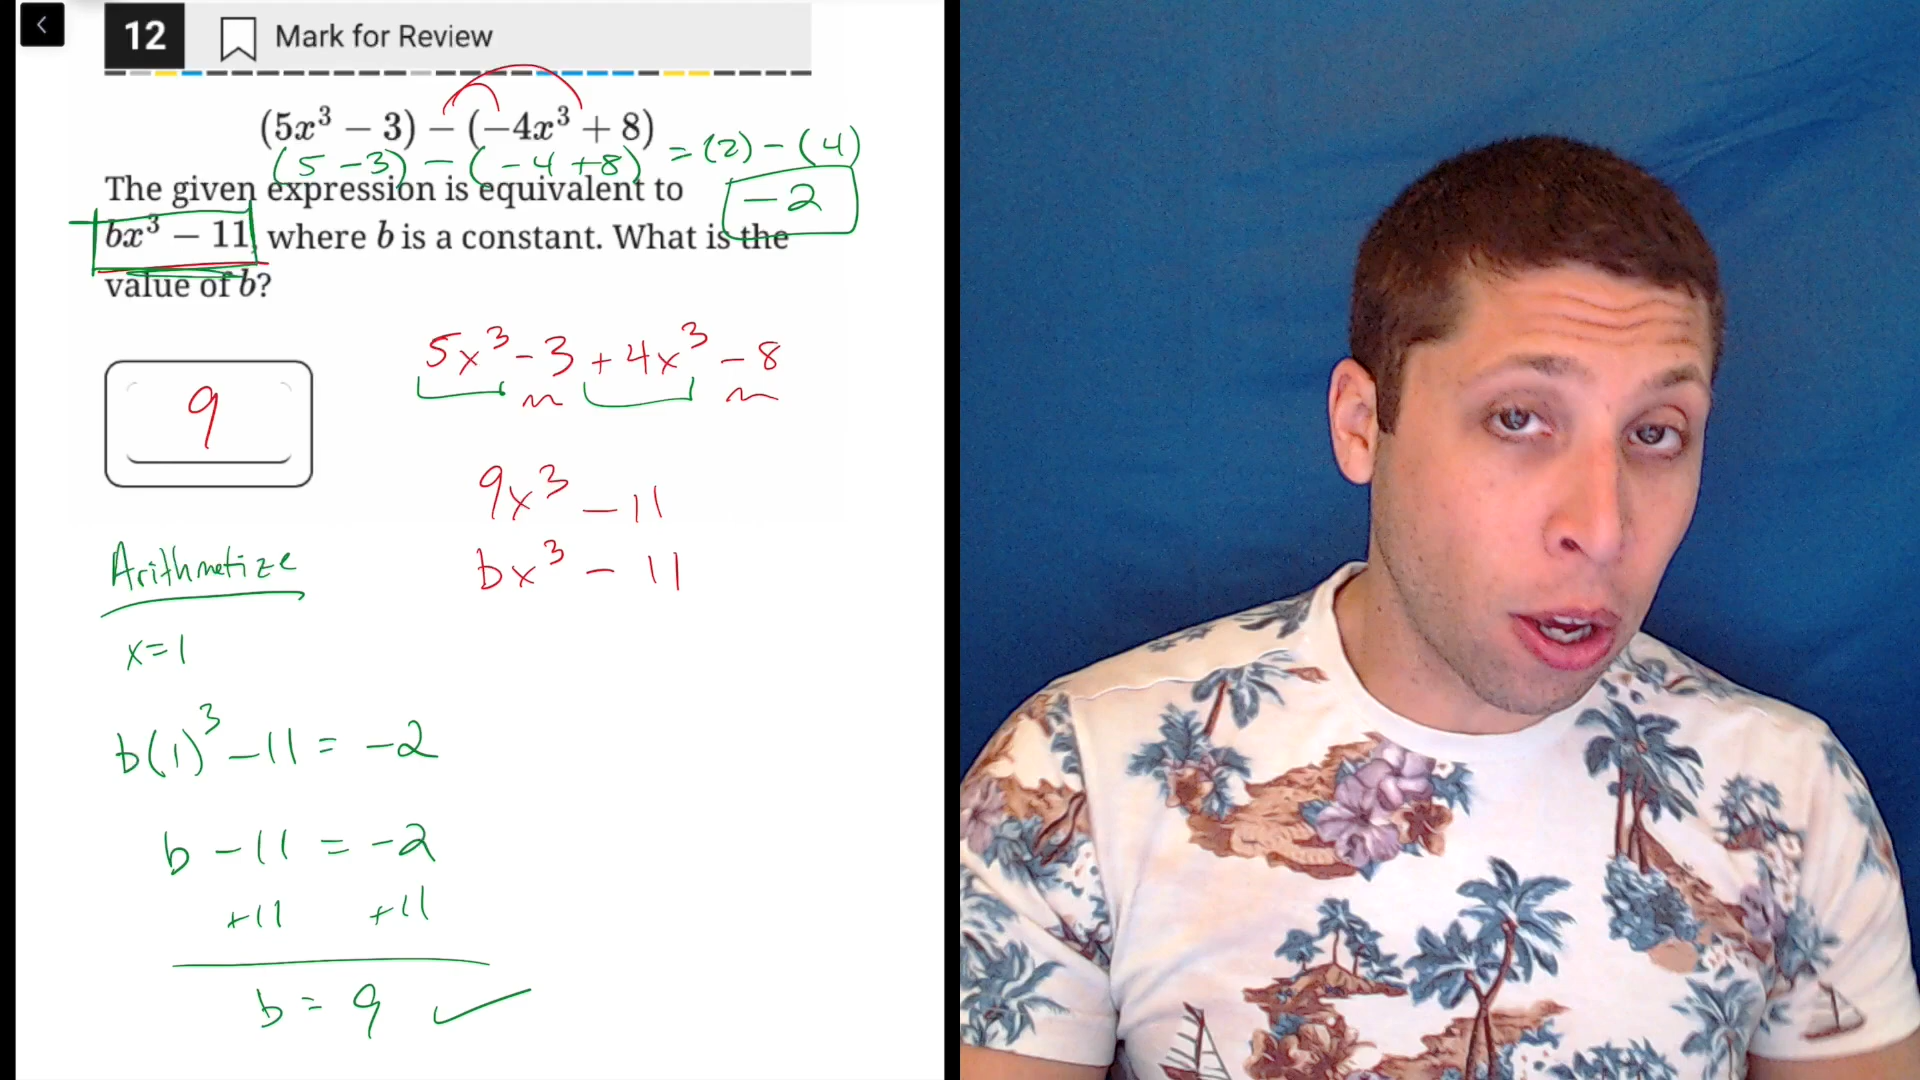 12 Mark for Review
(5x³ − 3) − (−4x³ + 8)
(5 −3) − (−4 +8) = (2) − (4)
The given expression is equivalent to
−2
bx³ − 11, where b is a constant. What is the
value of b?
5x³ −3 +4x³ −8
9
9x³ −11
bx³ − 11
Arithmetize
x=1
b(1)³ −11 = −2
b −11 = −2
+11 +11
b = 9 ✓